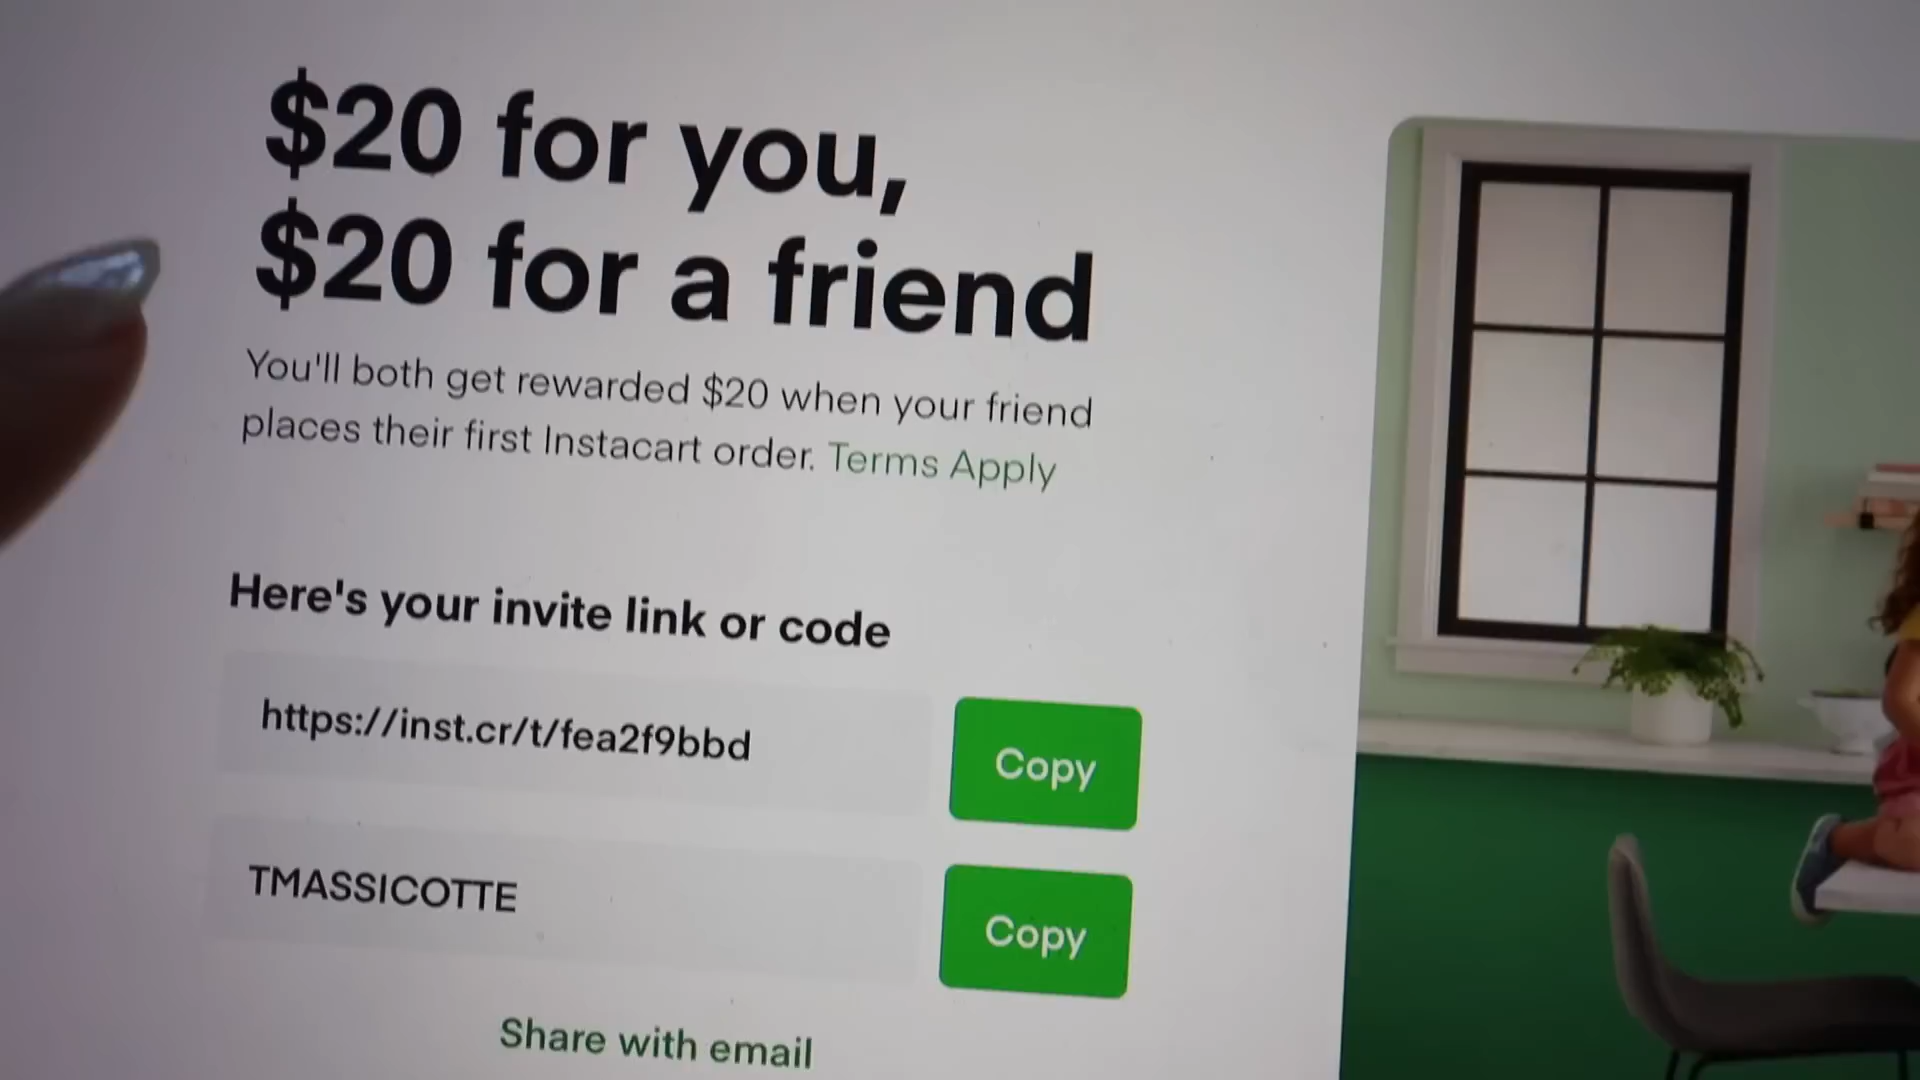 $20 for you,
$20 for a friend
You'll both get rewarded $20 when your friend
places their first Instacart order. Terms Apply
Here's your invite link or code
https://inst.cr/t/fea2f9bbd
Copy
TMASSICOTTE
Copy
Share with email